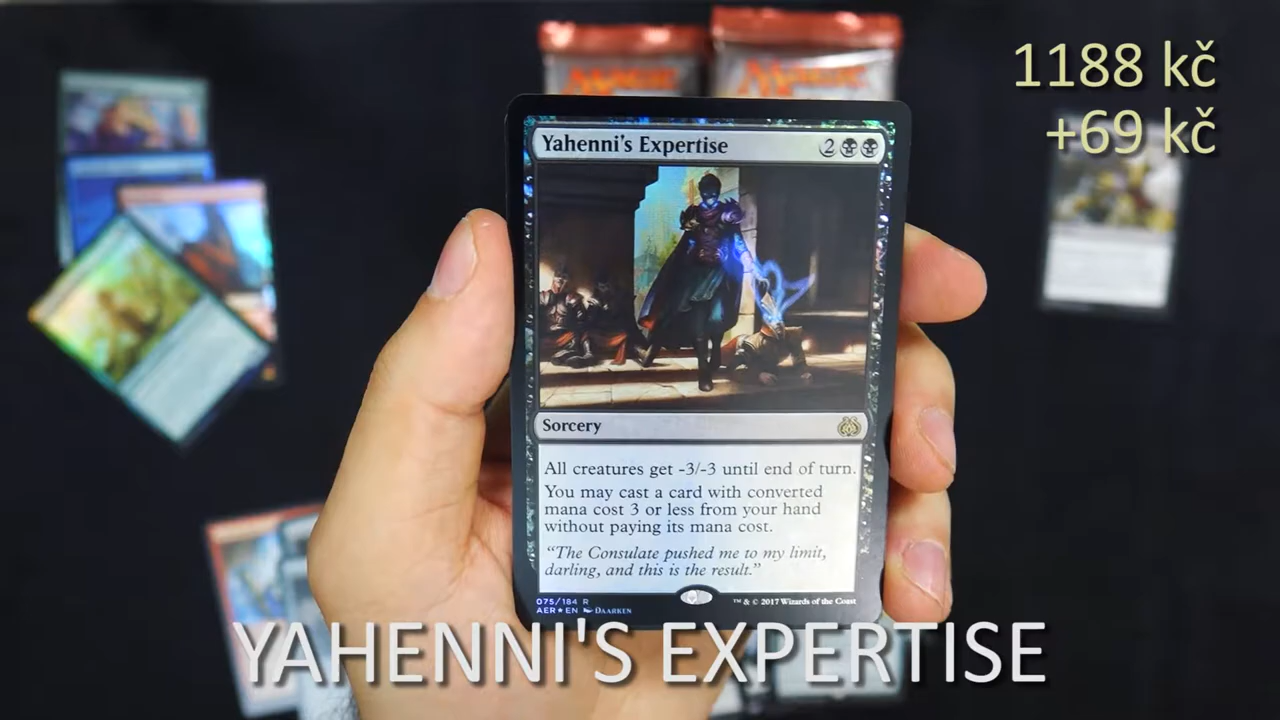 MAGIC
MAGIC
1188 kč
+69 kč
Yahenni's Expertise 2
Sorcery
All creatures get -3/-3 until end of turn.
You may cast a card with converted
mana cost 3 or less from your hand
without paying its mana cost.
“The Consulate pushed me to my limit,
darling, and this is the result.”
075/184 R
AER★EN DAARKEN
™ & © 2017 Wizards of the Coast
YAHENNI'S EXPERTISE